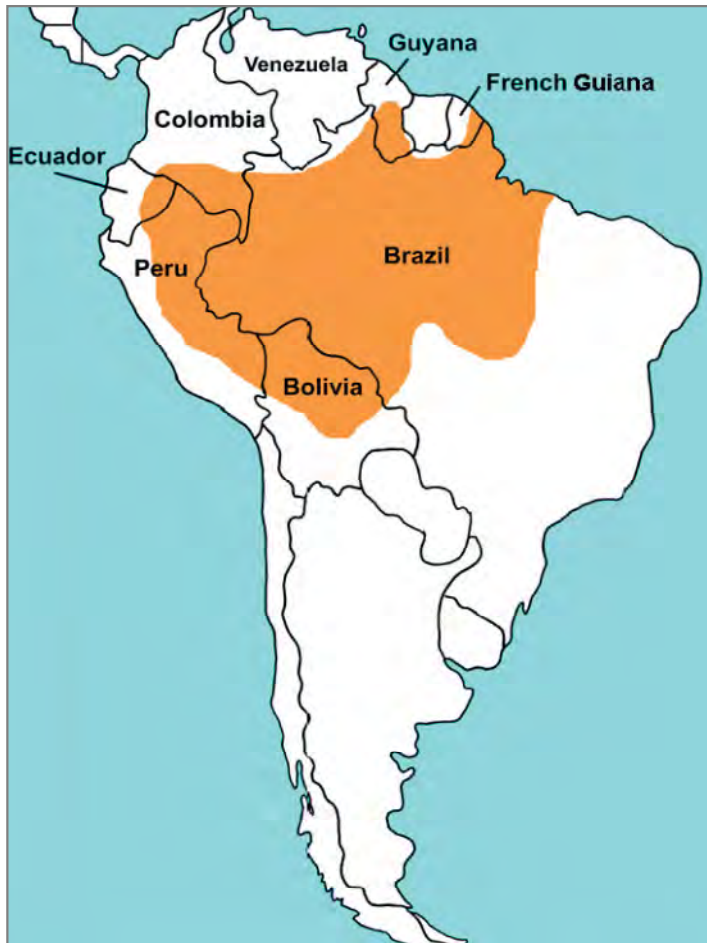 Guyana
Venezuela
French Guiana
Colombia
Ecuador
Peru
Brazil
Bolivia